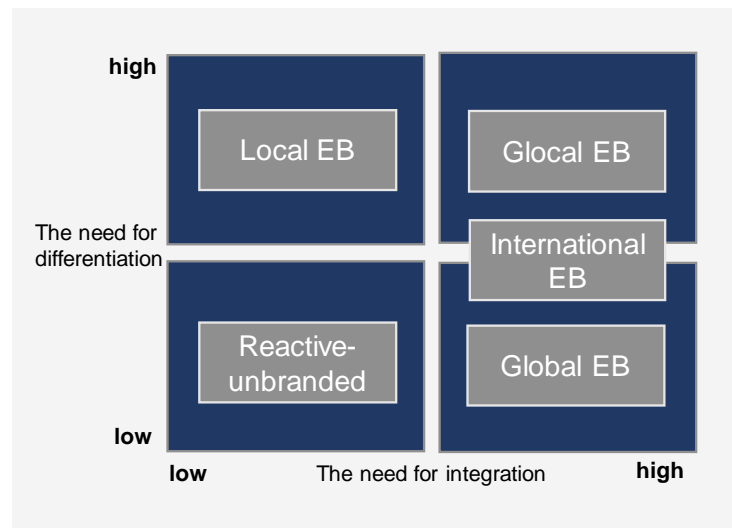 high
Local EB
Glocal EB
The need for
differentiation
International
EB
Reactive-
unbranded
Global EB
low
low
The need for integration
high